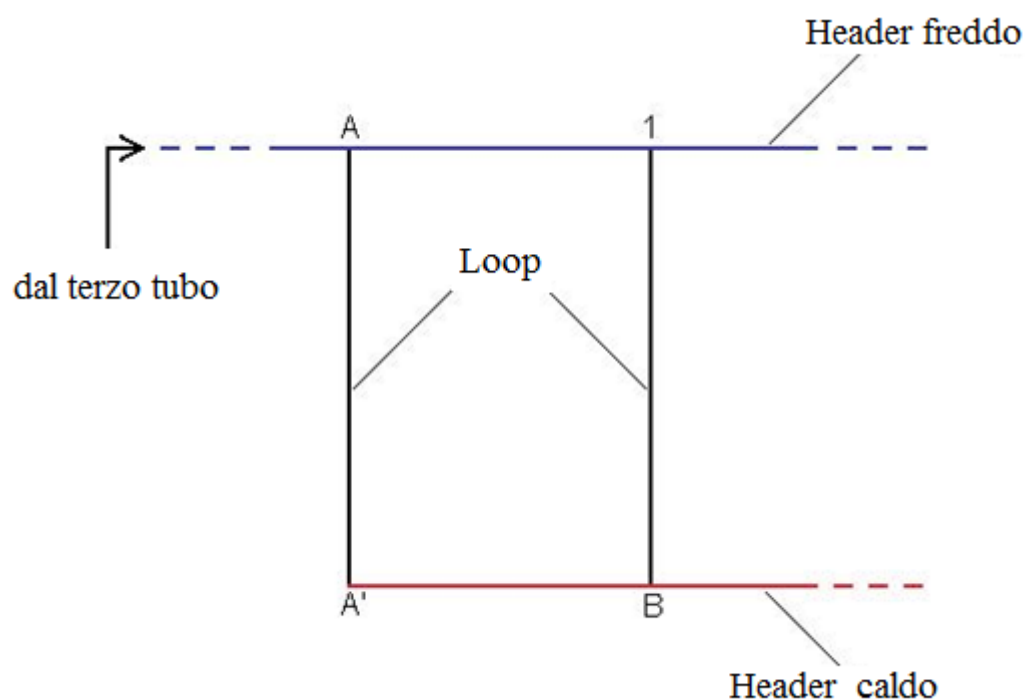 Header freddo
A 1
Loop
dal terzo tubo
A' B
Header caldo